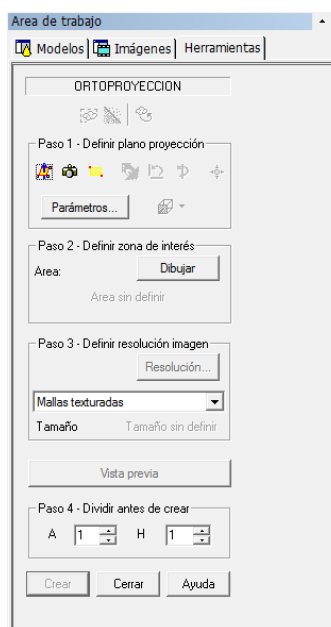 Area de trabajo
Modelos Imágenes Herramientas
ORTOPROYECCION
Paso 1 - Definir plano proyección
Parámetros...
Paso 2 - Definir zona de interés
Area: Dibujar
Area sin definir
Paso 3 - Definir resolución imagen
Resolución...
Mallas texturadas
Tamaño Tamaño sin definir
Vista previa
Paso 4 - Dividir antes de crear
A 1 H 1
Crear Cerrar Ayuda